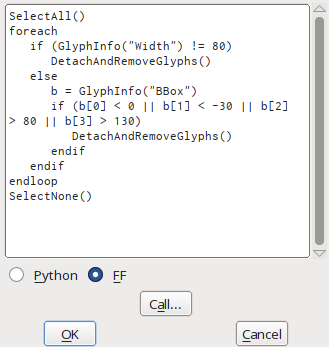 SelectAll()
foreach
   if (GlyphInfo("Width") != 80)
      DetachAndRemoveGlyphs()
   else
      b = GlyphInfo("BBox")
      if (b[0] < 0 || b[1] < -30 || b[2]
> 80 || b[3] > 130)
         DetachAndRemoveGlyphs()
      endif
   endif
endloop
SelectNone()
Python FF
Call...
OK Cancel